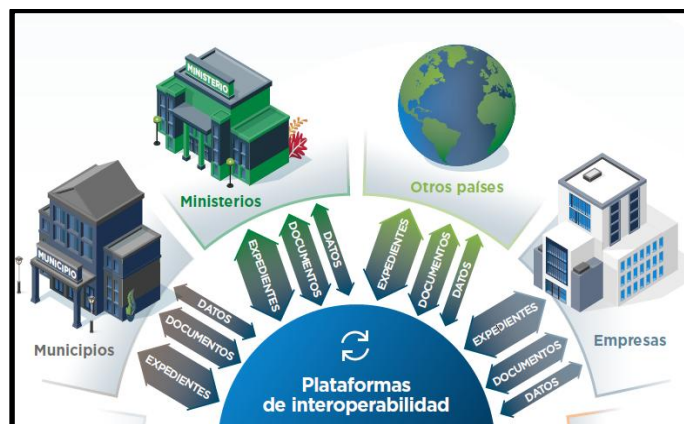 MINISTERIO
Ministerios
Otros países
MUNICIPIO
Municipios
Empresas
DATOS
DOCUMENTOS
EXPEDIENTES
EXPEDIENTES
DOCUMENTOS
DATOS
EXPEDIENTES
DOCUMENTOS
DATOS
EXPEDIENTES
DOCUMENTOS
DATOS
Plataformas
de interoperabilidad